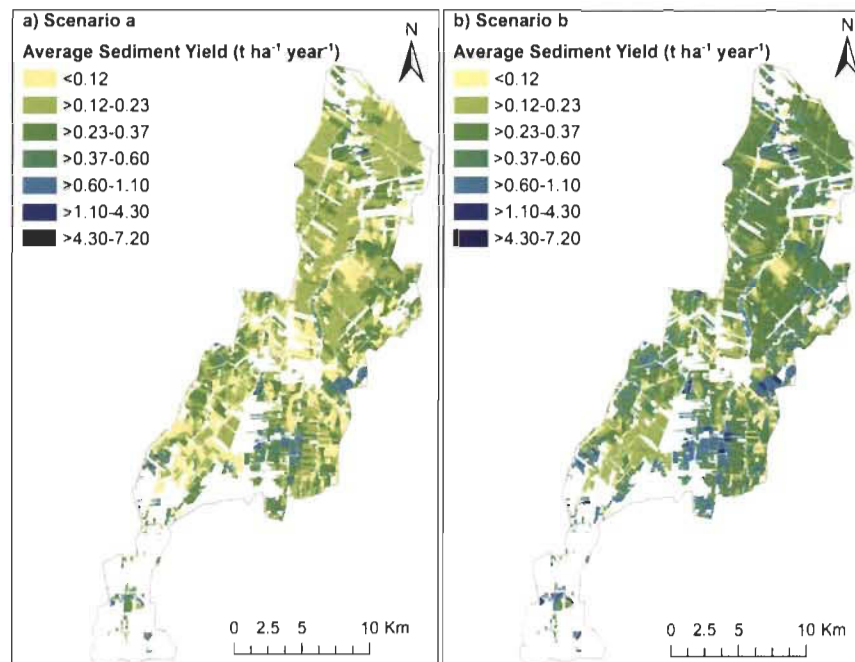 a) Scenario a
N
Average Sediment Yield (t ha⁻¹ year⁻¹)
<0.12
>0.12-0.23
>0.23-0.37
>0.37-0.60
>0.60-1.10
>1.10-4.30
>4.30-7.20
0 2.5 5 10 Km
b) Scenario b
N
Average Sediment Yield (t ha⁻¹ year⁻¹)
<0.12
>0.12-0.23
>0.23-0.37
>0.37-0.60
>0.60-1.10
>1.10-4.30
>4.30-7.20
0 2.5 5 10 Km